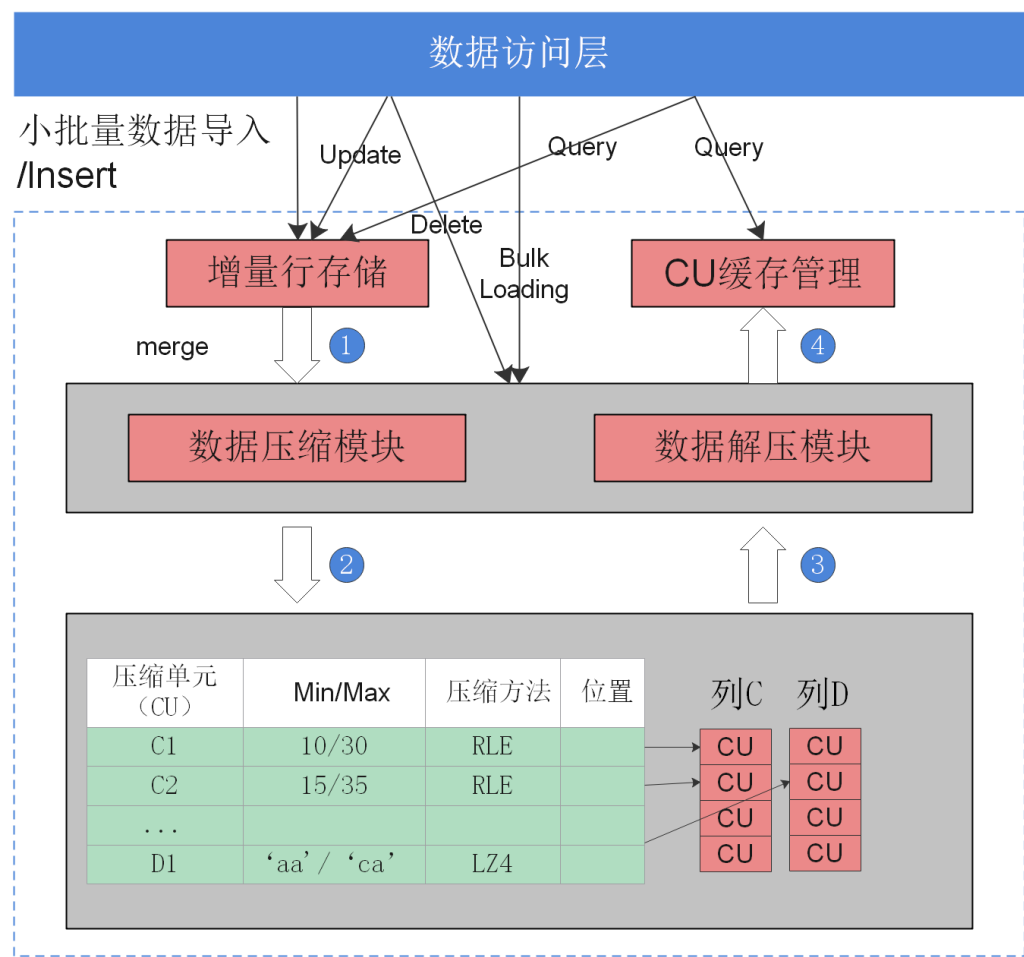 数据访问层
小批量数据导入
/Insert
Update
Query
Query
Delete
Bulk
Loading
增量行存储
CU缓存管理
merge
1
4
数据压缩模块
数据解压模块
2
3
压缩单元
（CU）
Min/Max
压缩方法
位置
列C
列D
C1
10/30
RLE
CU
CU
C2
15/35
RLE
CU
CU
...
CU
CU
D1
‘aa’/‘ca’
LZ4
CU
CU